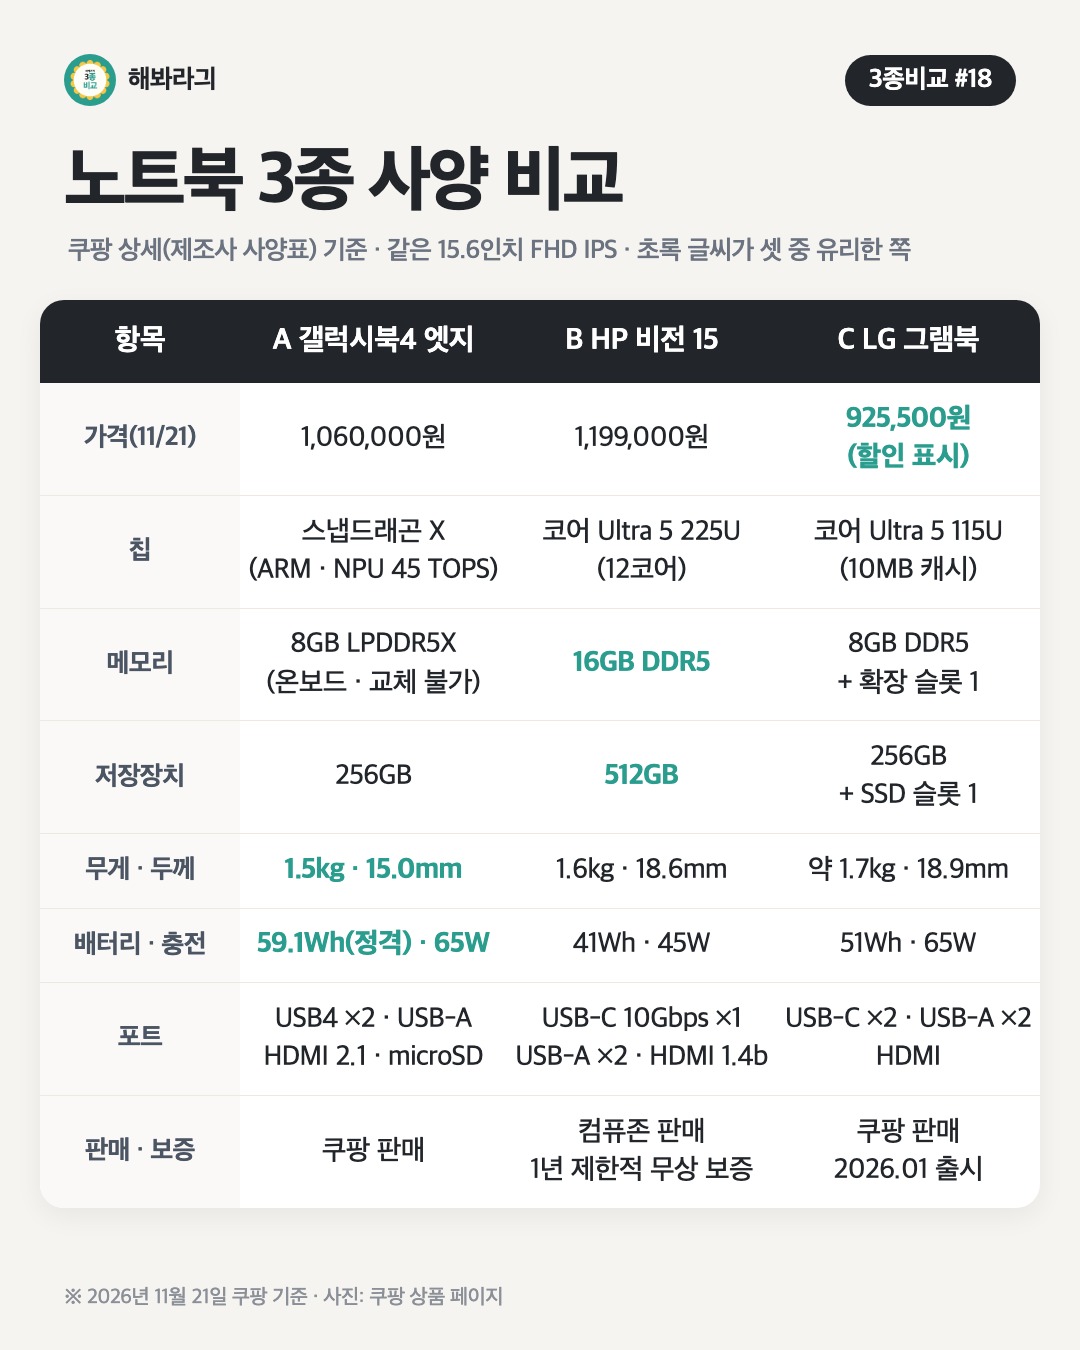 3종
비교
해봐라긔
3종비교 #18
노트북 3종 사양 비교
쿠팡 상세(제조사 사양표) 기준 · 같은 15.6인치 FHD IPS · 초록 글씨가 셋 중 유리한 쪽
항목 A 갤럭시북4 엣지 B HP 비전 15 C LG 그램북
가격(11/21) 1,060,000원 1,199,000원 925,500원
(할인 표시)
칩 스냅드래곤 X 코어 Ultra 5 225U 코어 Ultra 5 115U
(ARM · NPU 45 TOPS) (12코어) (10MB 캐시)
메모리 8GB LPDDR5X 16GB DDR5 8GB DDR5
(온보드 · 교체 불가) + 확장 슬롯 1
저장장치 256GB 512GB 256GB
+ SSD 슬롯 1
무게 · 두께 1.5kg · 15.0mm 1.6kg · 18.6mm 약 1.7kg · 18.9mm
배터리 · 충전 59.1Wh(정격) · 65W 41Wh · 45W 51Wh · 65W
포트 USB4 ×2 · USB-A USB-C 10Gbps ×1 USB-C ×2 · USB-A ×2
HDMI 2.1 · microSD USB-A ×2 · HDMI 1.4b HDMI
판매 · 보증 쿠팡 판매 컴퓨존 판매 쿠팡 판매
1년 제한적 무상 보증 2026.01 출시
※ 2026년 11월 21일 쿠팡 기준 · 사진: 쿠팡 상품 페이지